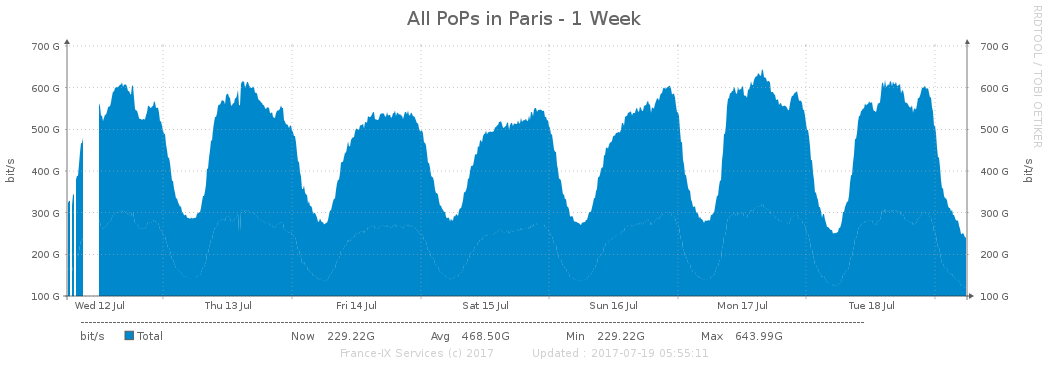 All PoPs in Paris - 1 Week
RRDTOOL / TOBI OETIKER
700 G 700 G
600 G 600 G
500 G 500 G
400 G 400 G
300 G 300 G
200 G 200 G
100 G 100 G
bit/s bit/s
Wed 12 Jul Thu 13 Jul Fri 14 Jul Sat 15 Jul Sun 16 Jul Mon 17 Jul Tue 18 Jul
bit/s Total Now 229.22G Avg 468.50G Min 229.22G Max 643.99G
France-IX Services (c) 2017 Updated : 2017-07-19 05:55:11